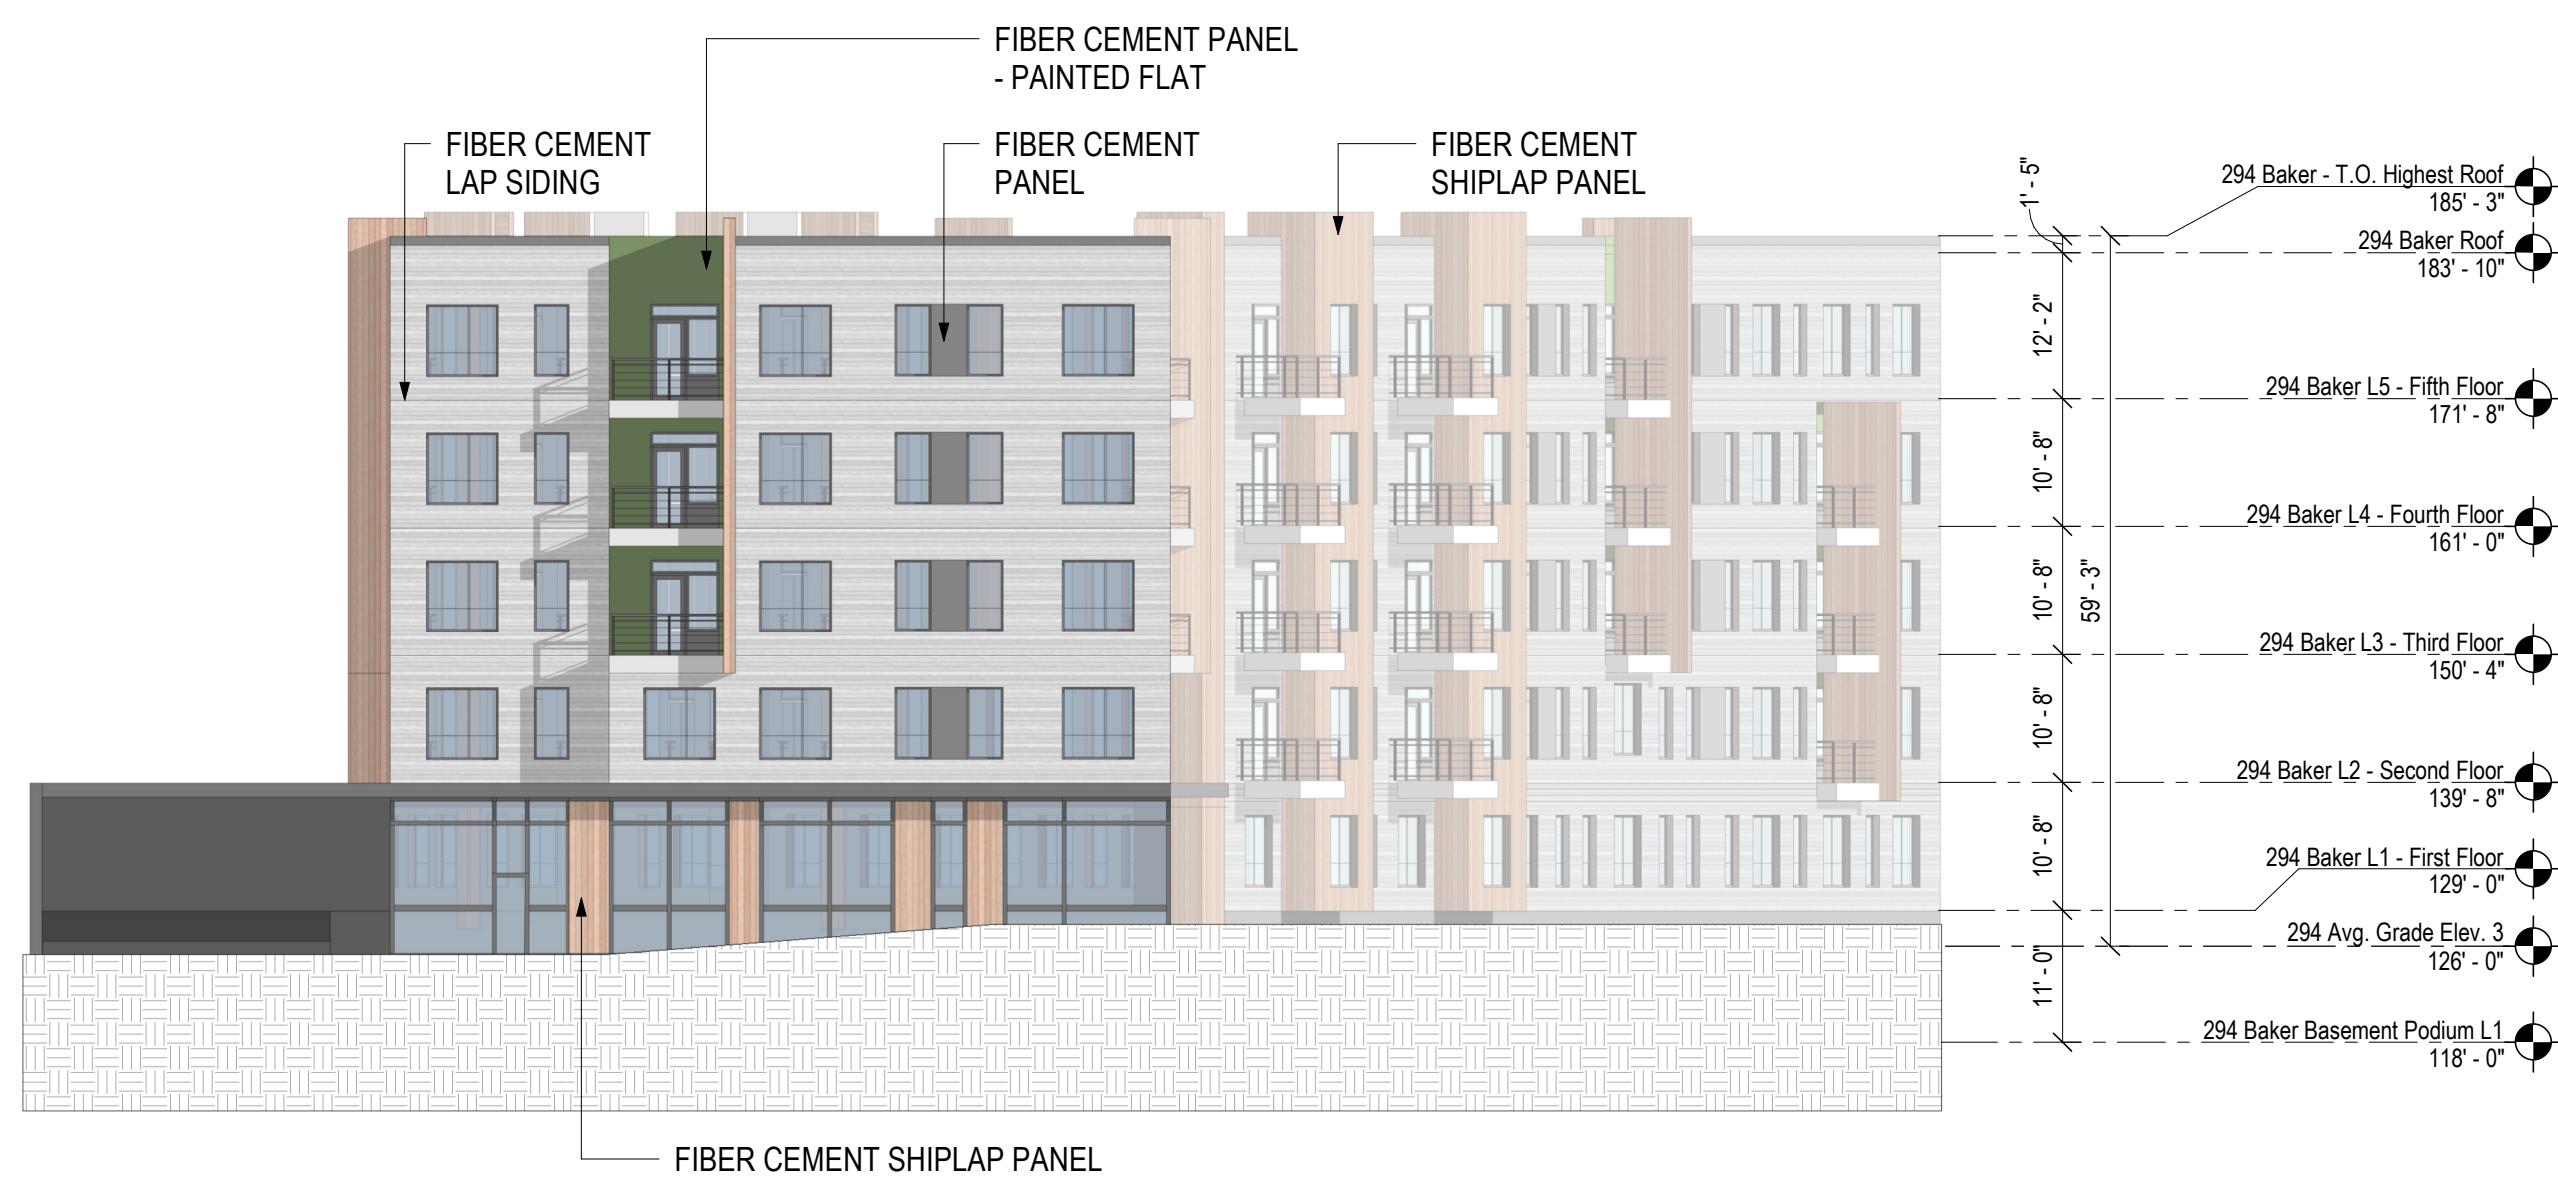 FIBER CEMENT PANEL
- PAINTED FLAT
FIBER CEMENT
LAP SIDING
FIBER CEMENT
PANEL
FIBER CEMENT
SHIPLAP PANEL
1' - 5"
294 Baker - T.O. Highest Roof
185' - 3"
294 Baker Roof
183' - 10"
12' - 2"
294 Baker L5 - Fifth Floor
171' - 8"
10' - 8"
294 Baker L4 - Fourth Floor
161' - 0"
10' - 8"
59' - 3"
294 Baker L3 - Third Floor
150' - 4"
10' - 8"
294 Baker L2 - Second Floor
139' - 8"
10' - 8"
294 Baker L1 - First Floor
129' - 0"
294 Avg. Grade Elev. 3
126' - 0"
11' - 0"
294 Baker Basement Podium L1
118' - 0"
FIBER CEMENT SHIPLAP PANEL